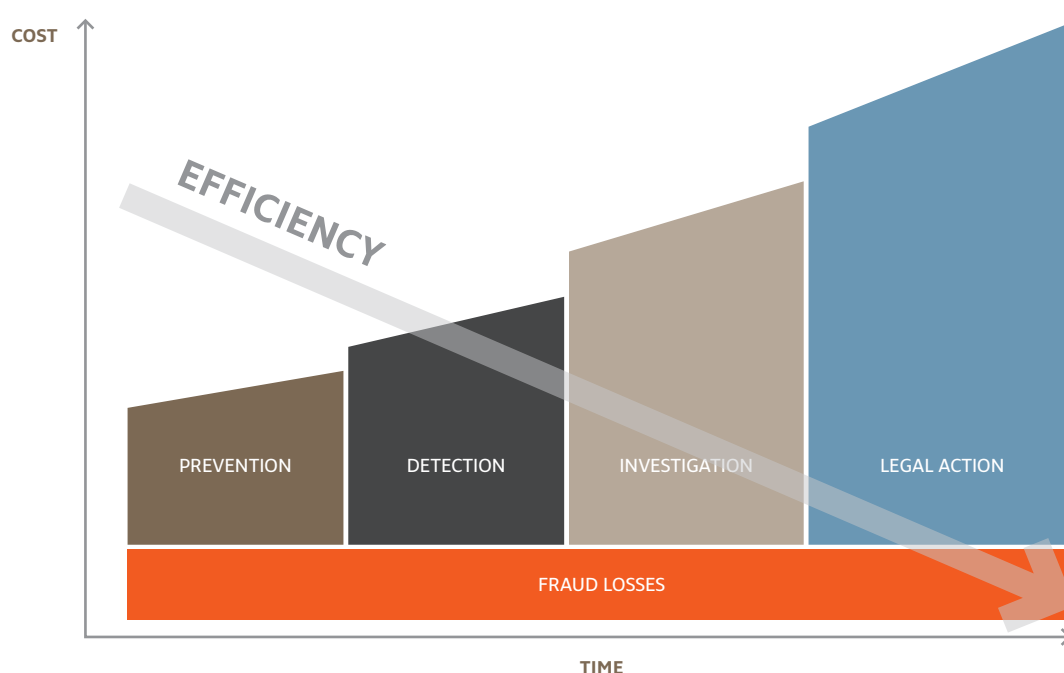 COST
EFFICIENCY
PREVENTION
DETECTION
INVESTIGATION
LEGAL ACTION
FRAUD LOSSES
TIME